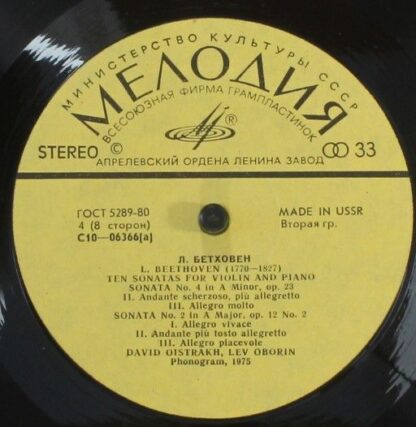 МИНИСТЕРСТВО КУЛЬТУРЫ СССР
МЕЛОДИЯ
ВСЕСОЮЗНАЯ ФИРМА ГРАМПЛАСТИНОК
®
STEREO © 33
АПРЕЛЕВСКИЙ ОРДЕНА ЛЕНИНА ЗАВОД
ГОСТ 5289-80 MADE IN USSR
4 (8 сторон) Вторая гр.
С10—06366(а)
Л. БЕТХОВЕН
L. BEETHOVEN (1770—1827)
TEN SONATAS FOR VIOLIN AND PIANO
SONATA No. 4 in A Minor, op. 23
II. Andante scherzoso, più allegretto
III. Allegro molto
SONATA No. 2 in A Major, op. 12 No. 2
I. Allegro vivace
II. Andante più tosto allegretto
III. Allegro piacevole
DAVID OISTRAKH, LEV OBORIN
Phonogram, 1975